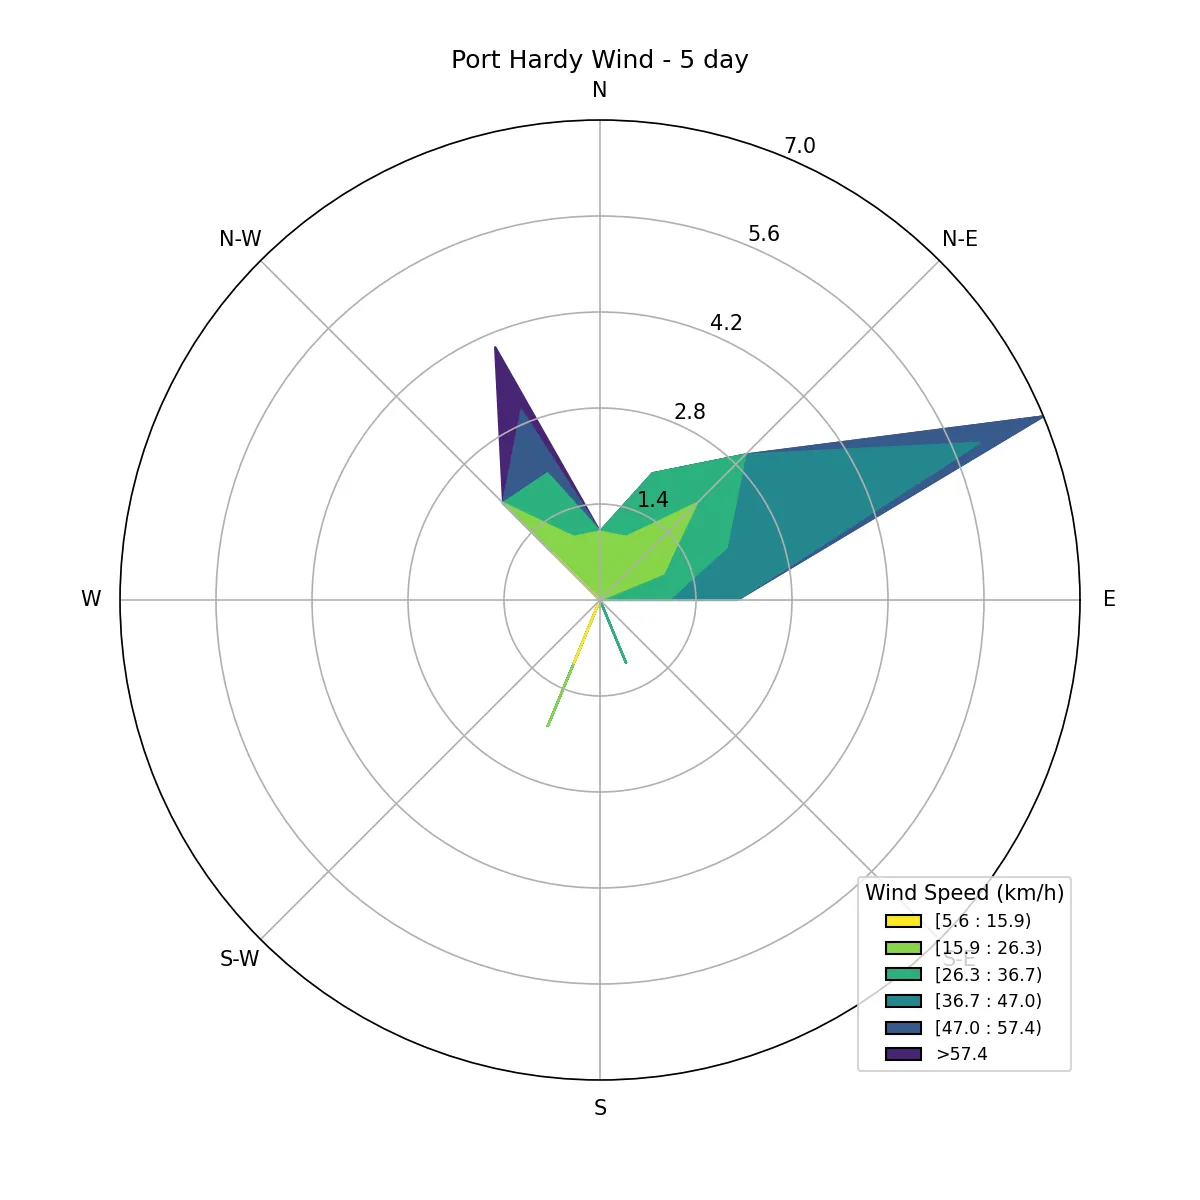 Port Hardy Wind - 5 day
N
7.0
N-W
5.6
N-E
4.2
2.8
1.4
W
E
Wind Speed (km/h)
[5.6 : 15.9)
[15.9 : 26.3)
S-W
S-E
[26.3 : 36.7)
[36.7 : 47.0)
[47.0 : 57.4)
>57.4
S